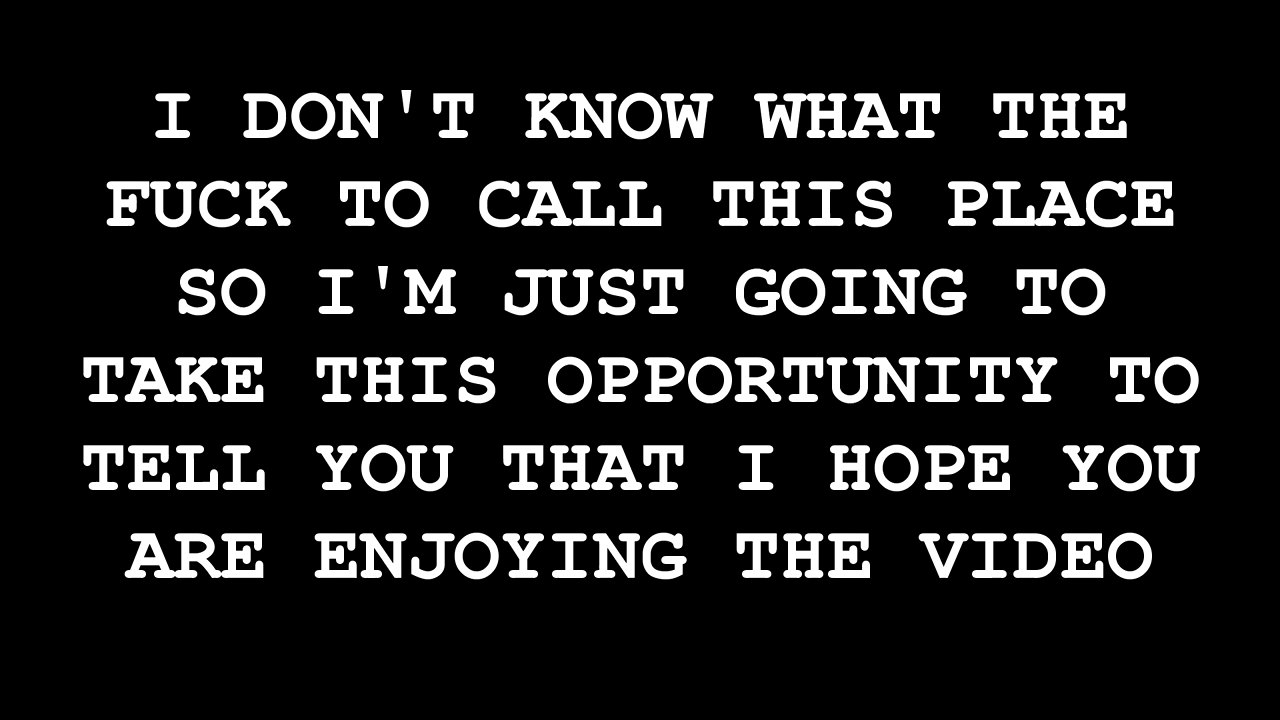 I DON'T KNOW WHAT THE
FUCK TO CALL THIS PLACE
SO I'M JUST GOING TO
TAKE THIS OPPORTUNITY TO
TELL YOU THAT I HOPE YOU
ARE ENJOYING THE VIDEO